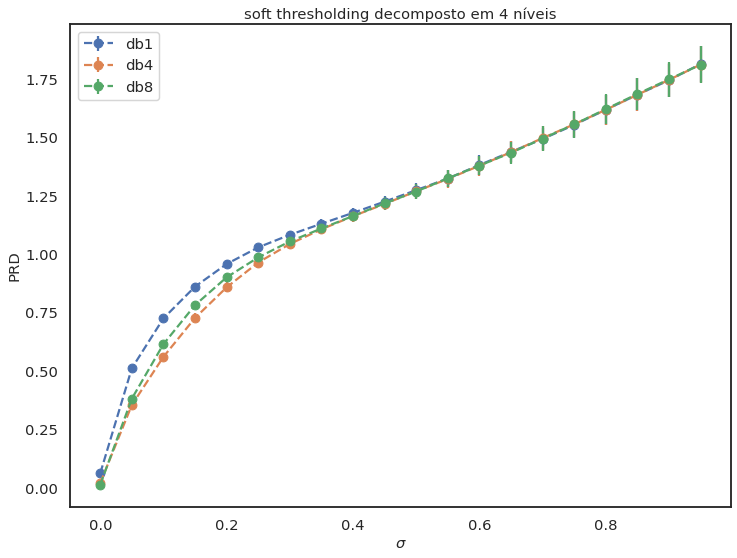 soft thresholding decomposto em 4 níveis
db1
db4
db8
PRD
1.75
1.50
1.25
1.00
0.75
0.50
0.25
0.00
0.0 0.2 0.4 0.6 0.8
σ